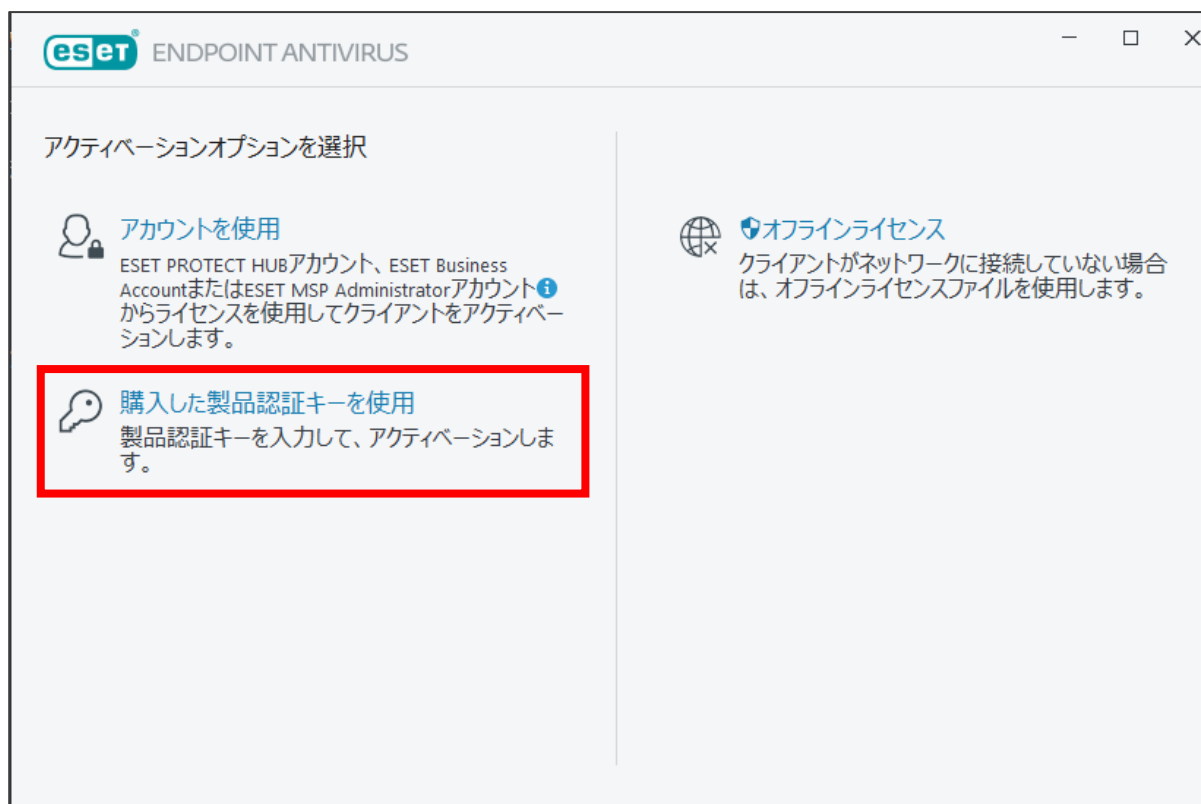 eset® ENDPOINT ANTIVIRUS
アクティベーションオプションを選択
アカウントを使用
ESET PROTECT HUBアカウント、ESET Business
AccountまたはESET MSP Administratorアカウント
からライセンスを使用してクライアントをアクティベー
ションします。
購入した製品認証キーを使用
製品認証キーを入力して、アクティベーションしま
す。
オフラインライセンス
クライアントがネットワークに接続していない場合
は、オフラインライセンスファイルを使用します。